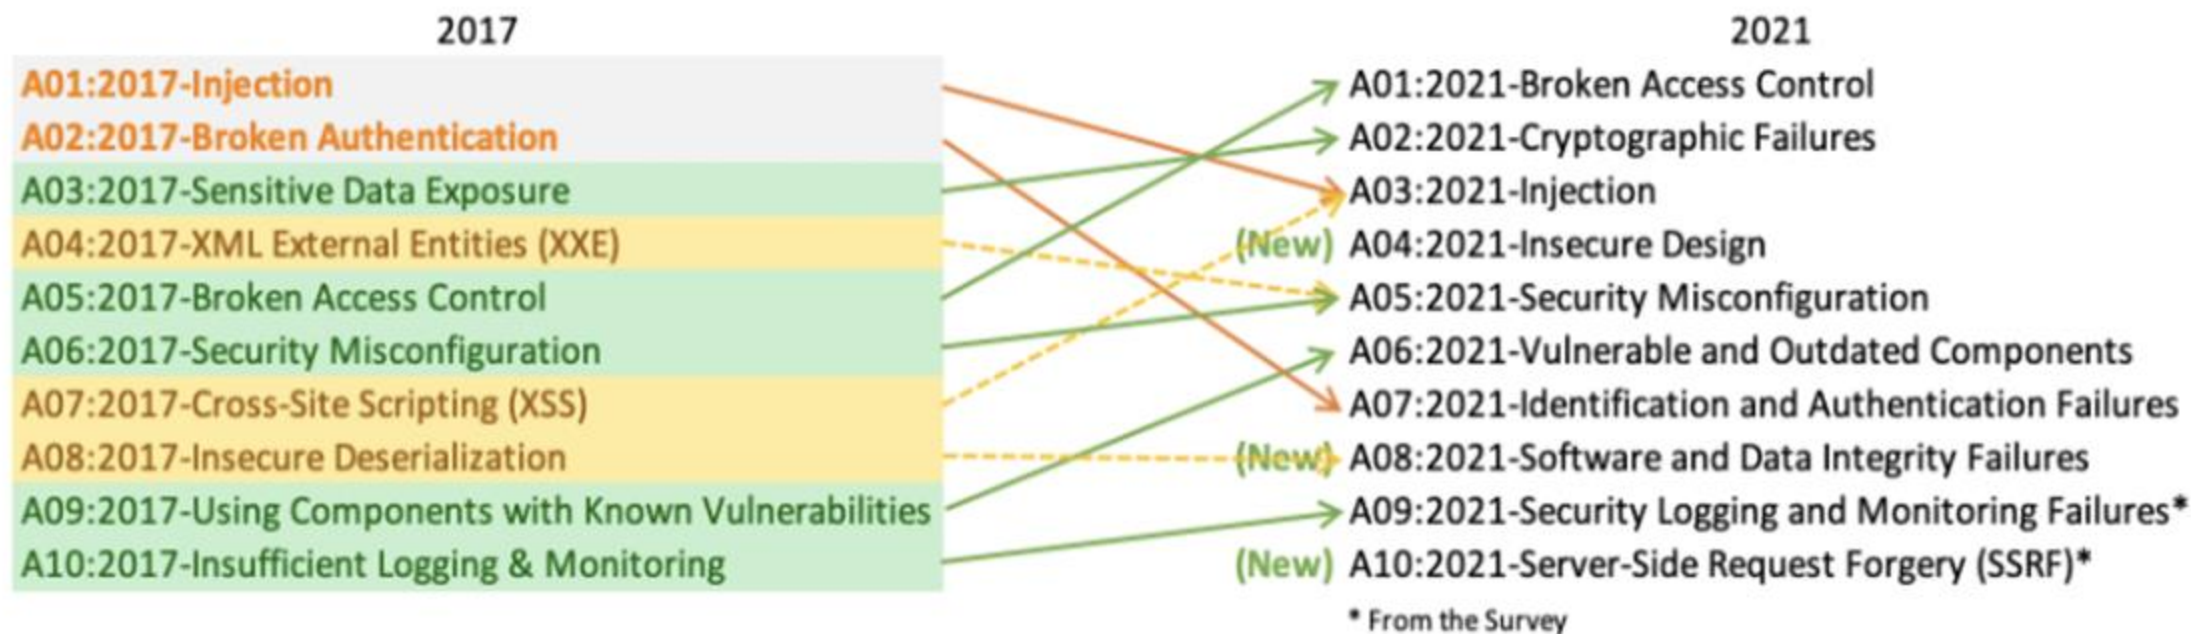 2017
A01:2017-Injection
A02:2017-Broken Authentication
A03:2017-Sensitive Data Exposure
A04:2017-XML External Entities (XXE)
A05:2017-Broken Access Control
A06:2017-Security Misconfiguration
A07:2017-Cross-Site Scripting (XSS)
A08:2017-Insecure Deserialization
A09:2017-Using Components with Known Vulnerabilities
A10:2017-Insufficient Logging & Monitoring
2021
A01:2021-Broken Access Control
A02:2021-Cryptographic Failures
A03:2021-Injection
(New) A04:2021-Insecure Design
A05:2021-Security Misconfiguration
A06:2021-Vulnerable and Outdated Components
A07:2021-Identification and Authentication Failures
(New) A08:2021-Software and Data Integrity Failures
A09:2021-Security Logging and Monitoring Failures*
(New) A10:2021-Server-Side Request Forgery (SSRF)*
* From the Survey